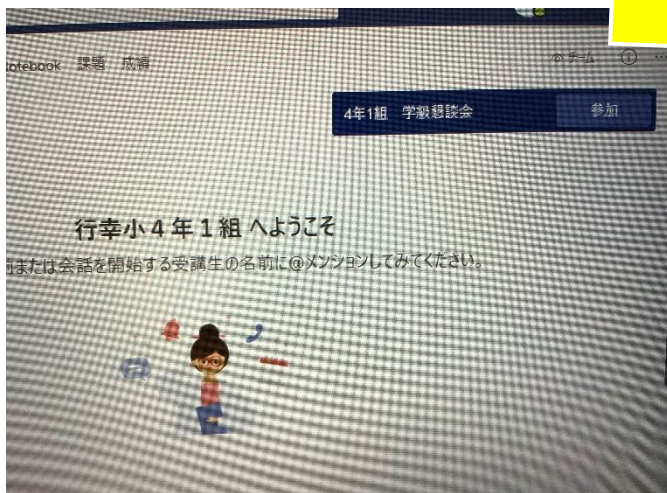 Notebook 課題 成績
チーム
4年1組 学級懇談会 参加
行幸小４年１組 へようこそ
または会話を開始する受講生の名前に@メンションしてみてください。